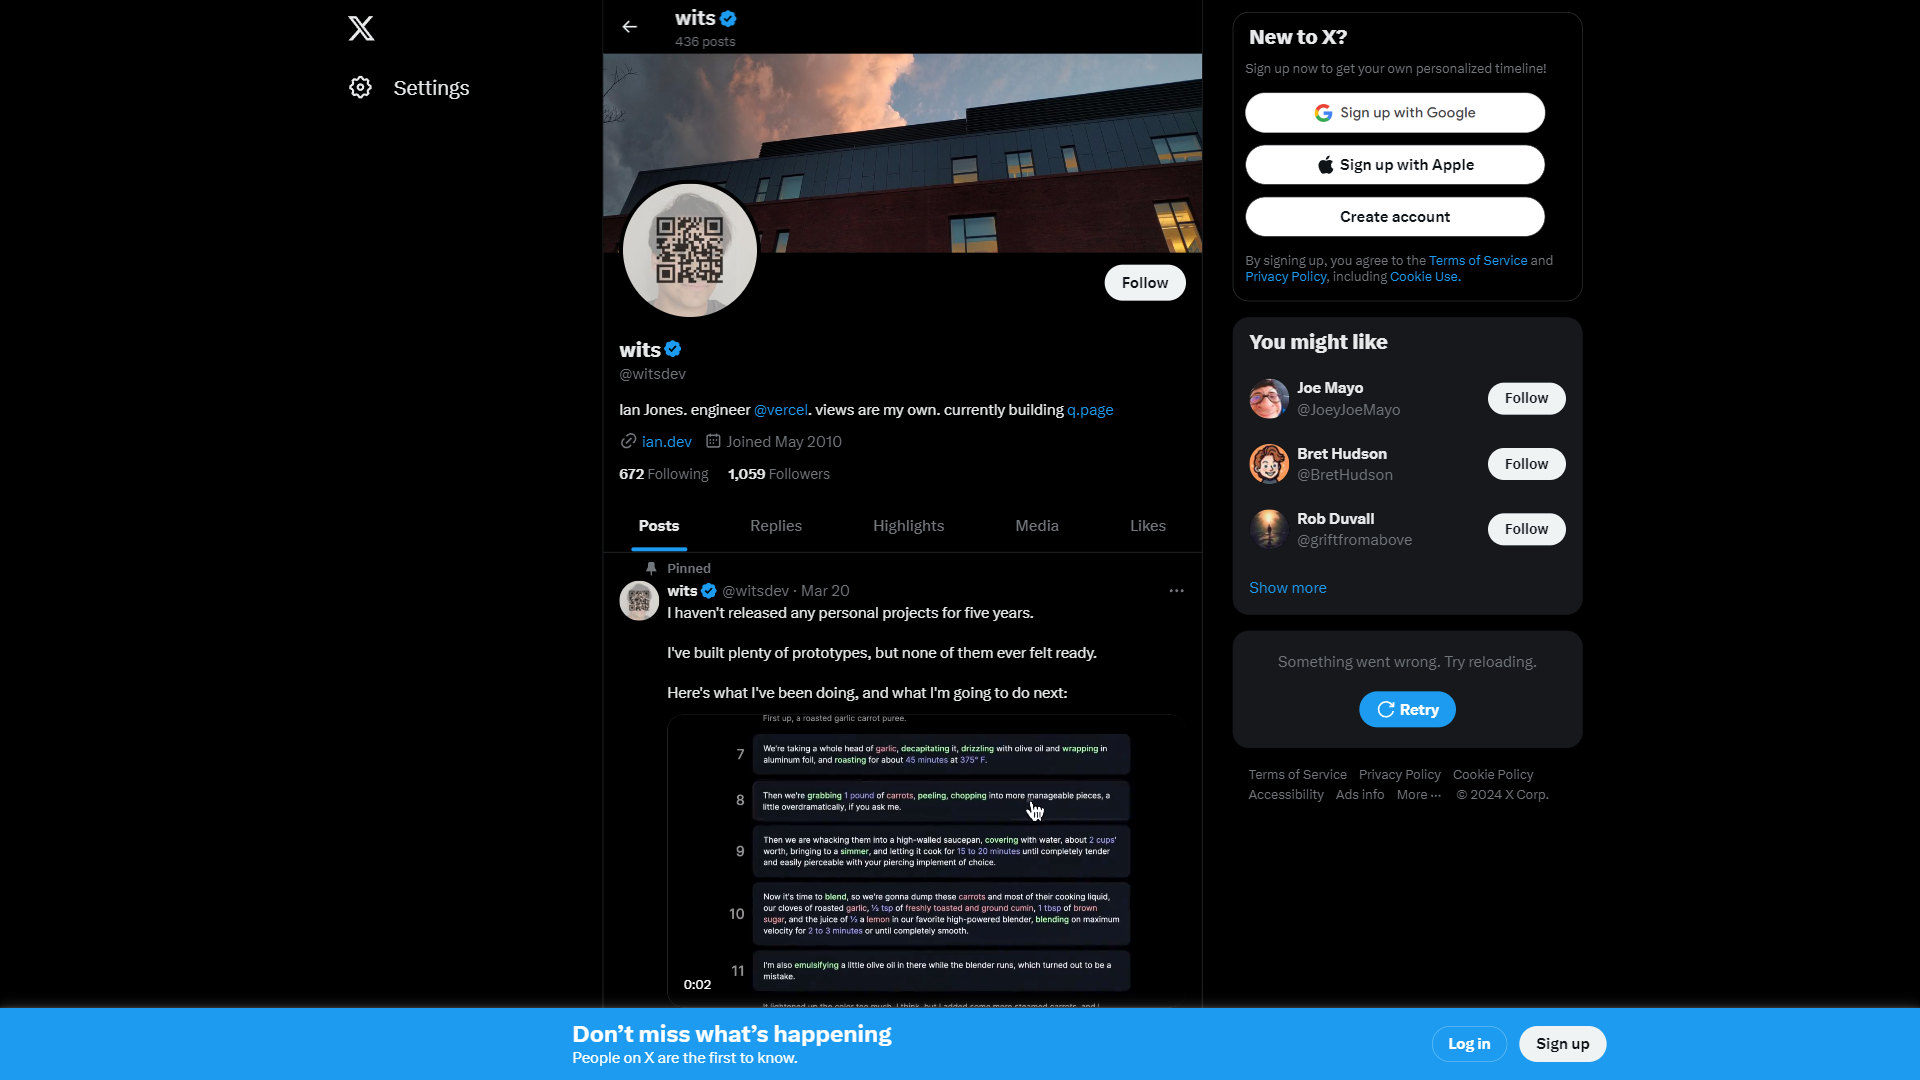 Settings
wits
436 posts
Follow
wits
@witsdev
Ian Jones. engineer @vercel. views are my own. currently building q.page
ian.dev Joined May 2010
672 Following 1,059 Followers
Posts Replies Highlights Media Likes
Pinned
wits @witsdev · Mar 20
I haven't released any personal projects for five years.
I've built plenty of prototypes, but none of them ever felt ready.
Here's what I've been doing, and what I'm going to do next:
First up, a roasted garlic carrot puree.
7 We're taking a whole head of garlic, decapitating it, drizzling with olive oil and wrapping in
aluminum foil, and roasting for about 45 minutes at 375° F.
8 Then we're grabbing 1 pound of carrots, peeling, chopping into more manageable pieces, a
little overdramatically, if you ask me.
9 Then we are whacking them into a high-walled saucepan, covering with water, about 2 cups'
worth, bringing to a simmer, and letting it cook for 15 to 20 minutes until completely tender
and easily pierceable with your piercing implement of choice.
10 Now it's time to blend, so we're gonna dump these carrots and most of their cooking liquid,
our cloves of roasted garlic, ½ tsp of freshly toasted and ground cumin, 1 tbsp of brown
sugar, and the juice of ½ a lemon in our favorite high-powered blender, blending on maximum
velocity for 2 to 3 minutes or until completely smooth.
11 I'm also emulsifying a little olive oil in there while the blender runs, which turned out to be a
mistake.
0:02
New to X?
Sign up now to get your own personalized timeline!
Sign up with Google
Sign up with Apple
Create account
By signing up, you agree to the Terms of Service and
Privacy Policy, including Cookie Use.
You might like
Joe Mayo
@JoeyJoeMayo
Follow
Bret Hudson
@BretHudson
Follow
Rob Duvall
@griftfromabove
Follow
Show more
Something went wrong. Try reloading.
Retry
Terms of Service Privacy Policy Cookie Policy
Accessibility Ads info More ··· © 2024 X Corp.
Don’t miss what’s happening
People on X are the first to know.
Log in Sign up